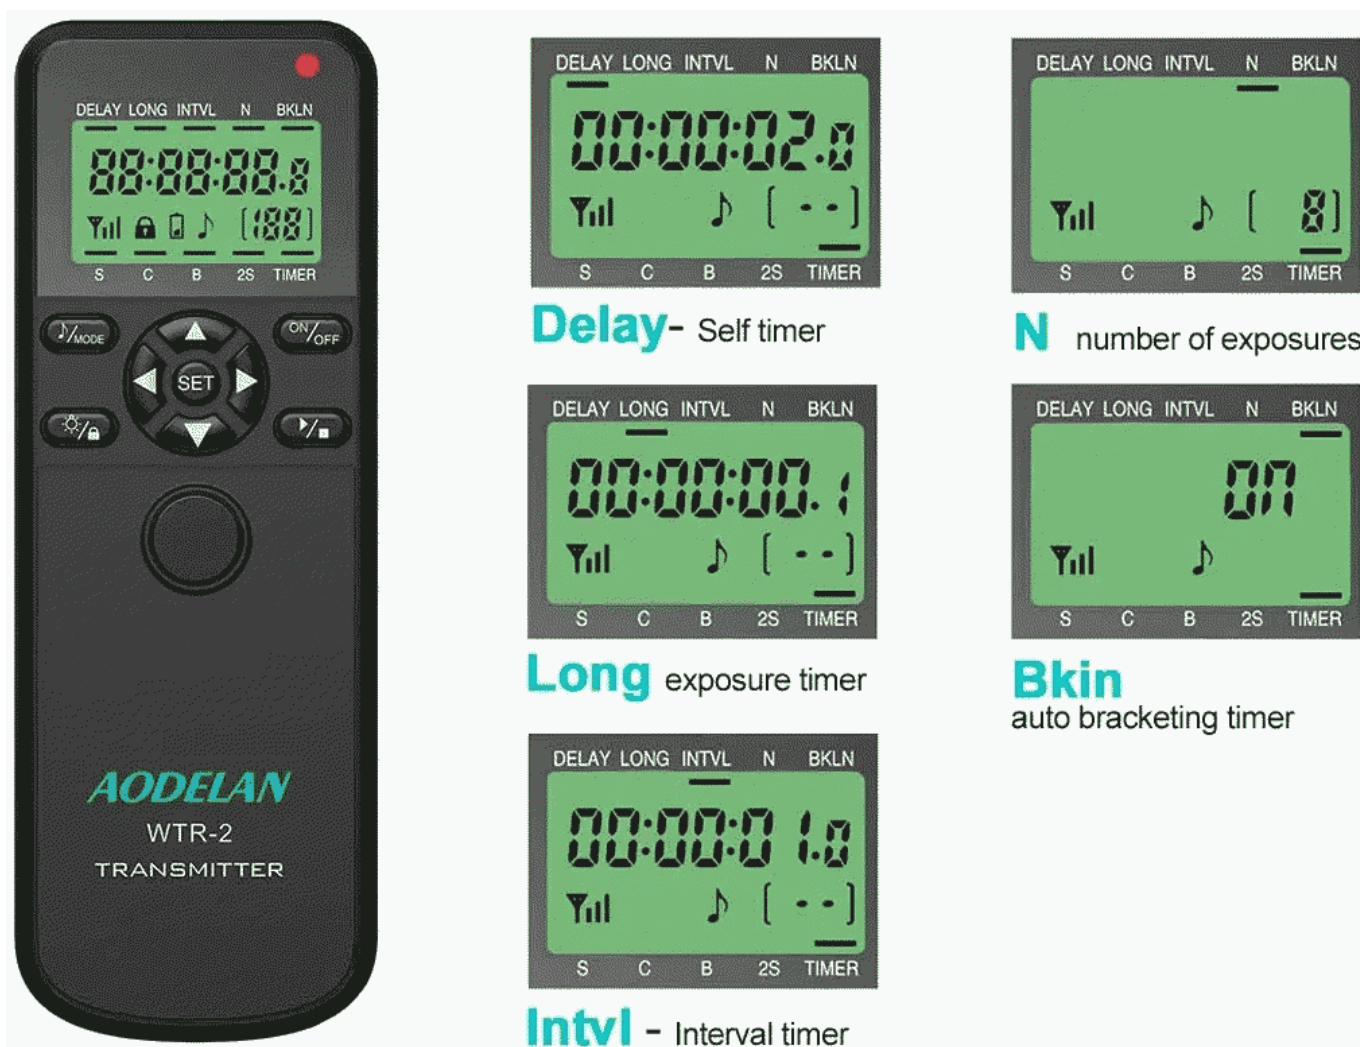 DELAY LONG INTVL N BKLN
88:88:88.8
[188]
S C B 2S TIMER
♪/MODE
ON/OFF
SET
AODELAN
WTR-2
TRANSMITTER
DELAY LONG INTVL N BKLN
00:00:02.0
[--]
S C B 2S TIMER
Delay- Self timer
DELAY LONG INTVL N BKLN
00:00:00.1
[--]
S C B 2S TIMER
Long exposure timer
DELAY LONG INTVL N BKLN
00:00:01.0
[--]
S C B 2S TIMER
Intvl - Interval timer
DELAY LONG INTVL N BKLN
[ 8]
S C B 2S TIMER
N number of exposures
DELAY LONG INTVL N BKLN
on
S C B 2S TIMER
Bkin
auto bracketing timer